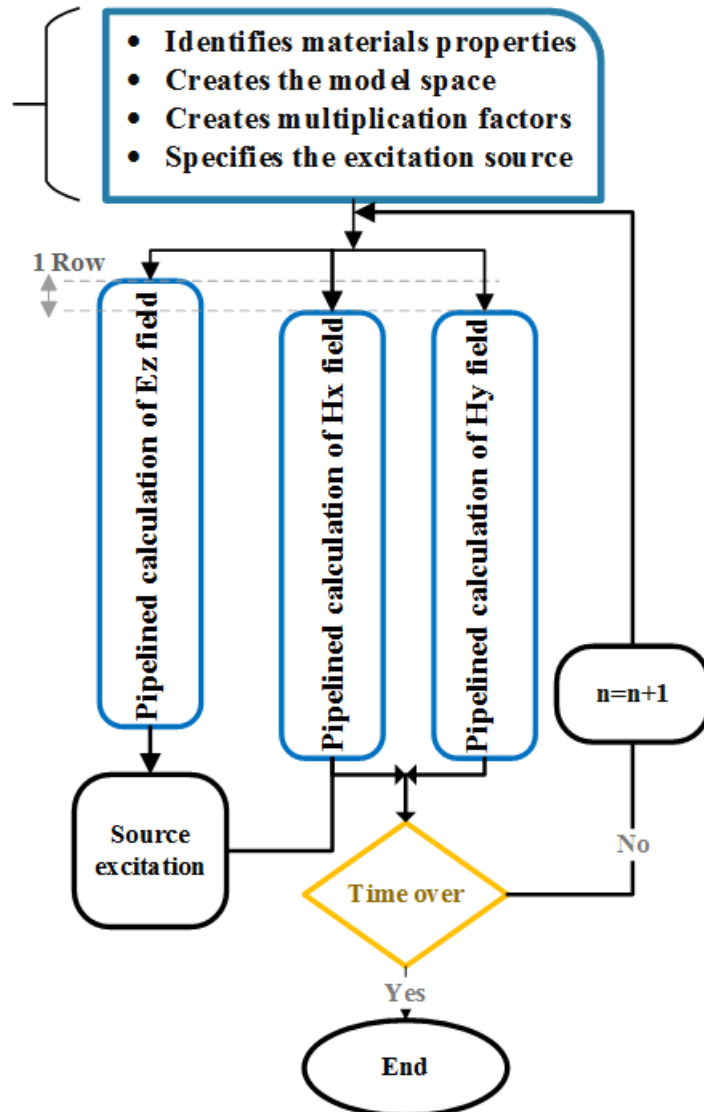 • Identifies materials properties
• Creates the model space
• Creates multiplication factors
• Specifies the excitation source
1 Row
Pipelined calculation of Ez field
Pipelined calculation of Hx field
Pipelined calculation of Hy field
n=n+1
Source
excitation
Time over
No
Yes
End